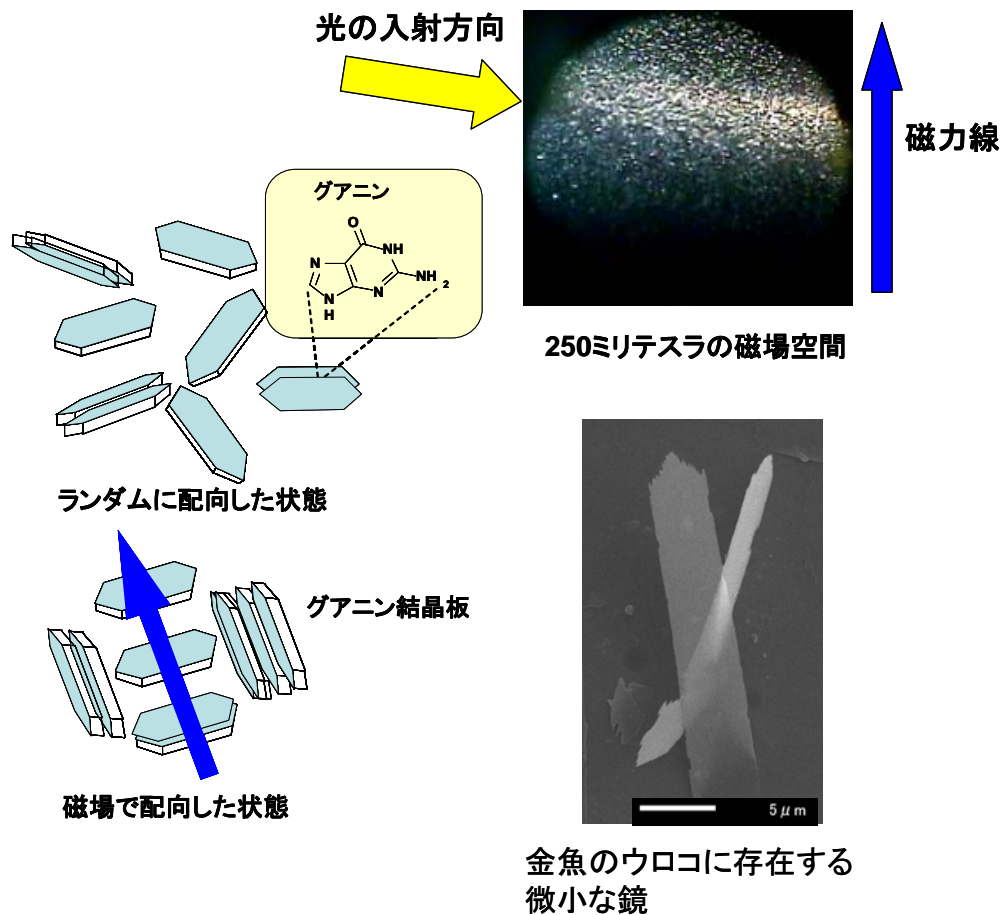 光の入射方向
磁力線
グアニン
O
NH
N
NH2
N
N
H
250ミリテスラの磁場空間
ランダムに配向した状態
グアニン結晶板
磁場で配向した状態
5μm
金魚のウロコに存在する
微小な鏡